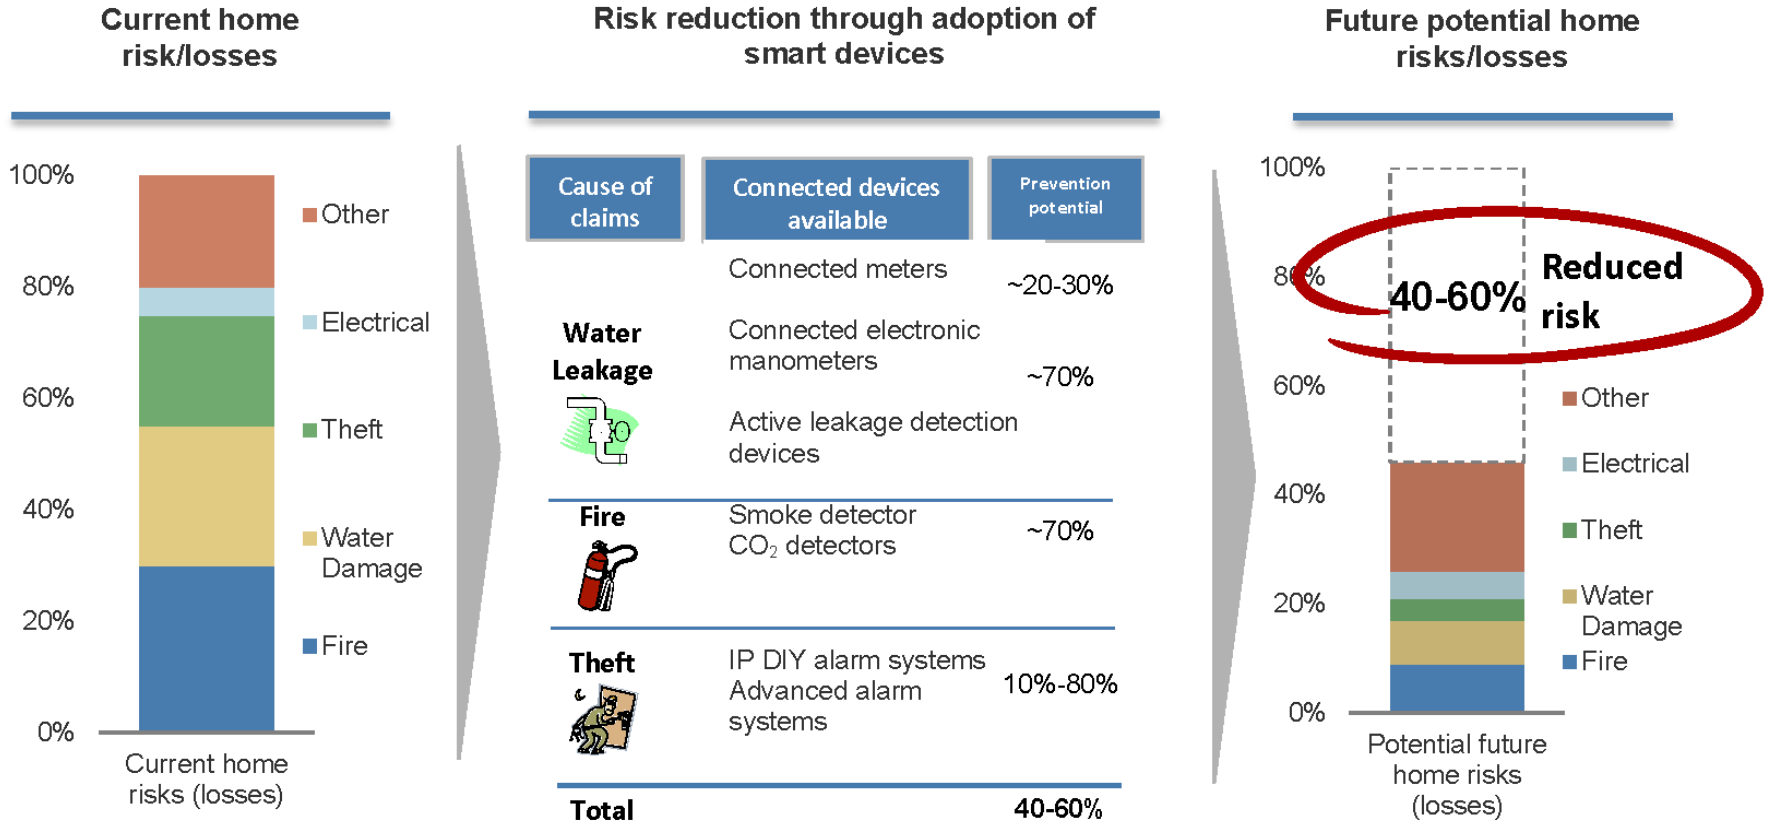 Current home
risk/losses
100%
80%
60%
40%
20%
0%
Other
Electrical
Theft
Water
Damage
Fire
Current home
risks (losses)
Risk reduction through adoption of
smart devices
Cause of
claims
Connected devices
available
Prevention
potential
Water
Leakage
Connected meters
~20-30%
Connected electronic
manometers
~70%
Active leakage detection
devices
Fire
Smoke detector
CO₂ detectors
~70%
Theft
IP DIY alarm systems
Advanced alarm
systems
10%-80%
Total
40-60%
Future potential home
risks/losses
100%
80%
60%
40%
20%
0%
40-60%
Reduced
risk
Other
Electrical
Theft
Water
Damage
Fire
Potential future
home risks
(losses)